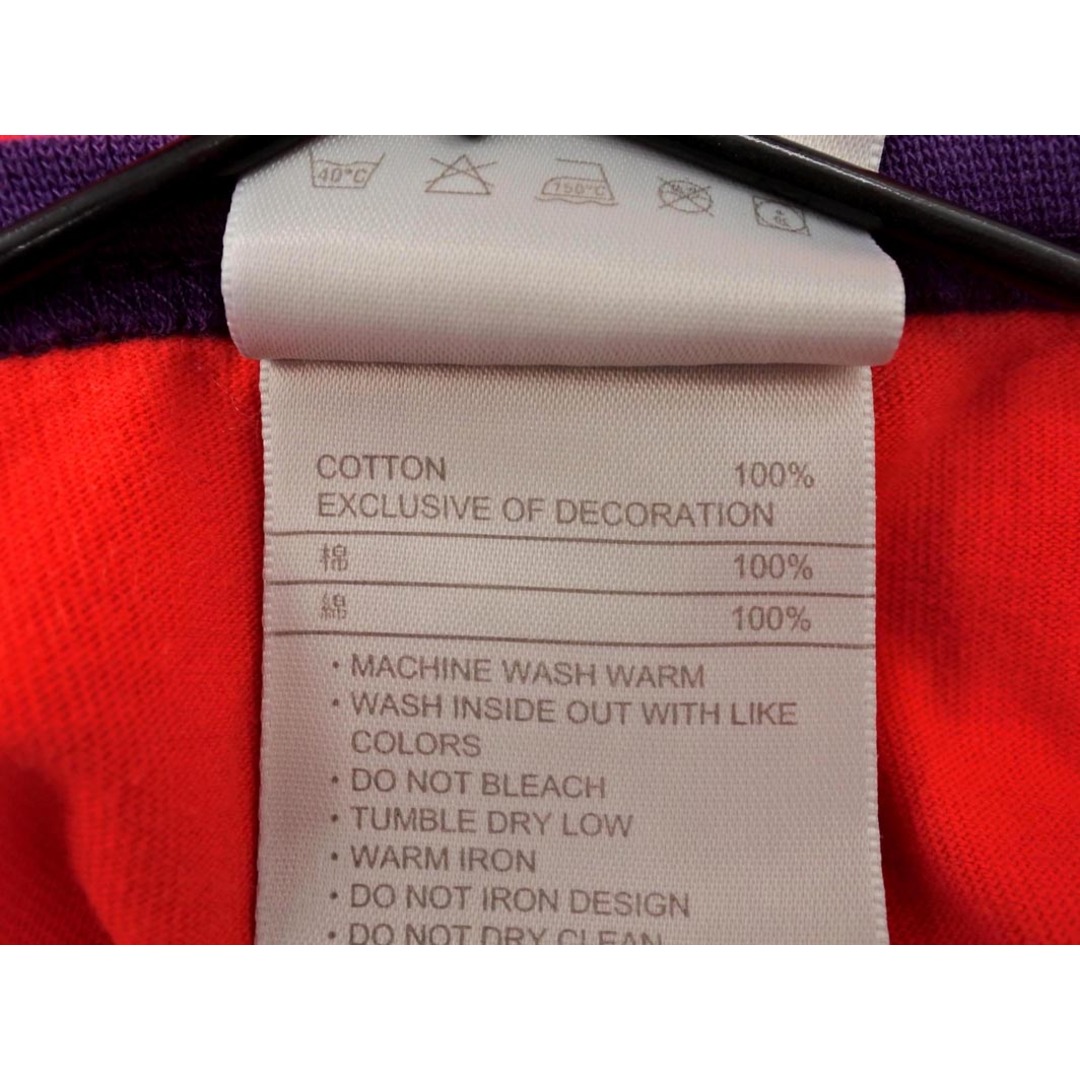 40°C 150°C
COTTON 100%
EXCLUSIVE OF DECORATION
棉 100%
綿 100%
• MACHINE WASH WARM
• WASH INSIDE OUT WITH LIKE
COLORS
• DO NOT BLEACH
• TUMBLE DRY LOW
• WARM IRON
• DO NOT IRON DESIGN
• DO NOT DRY CLEAN